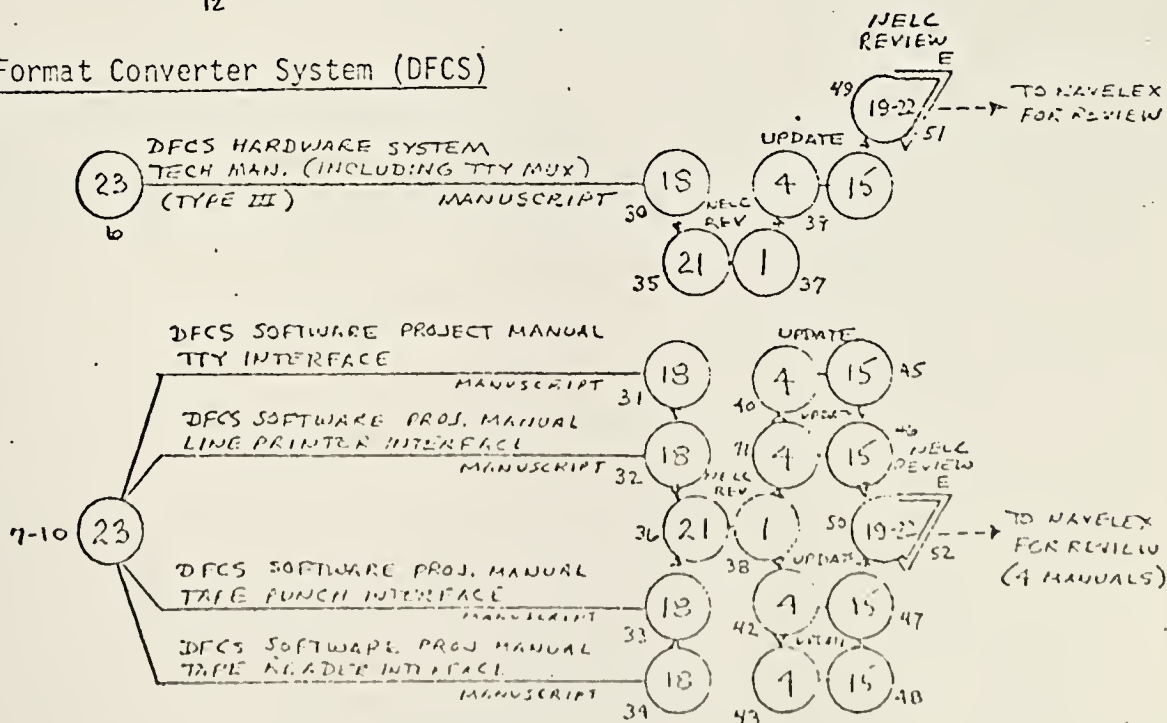 12
Format Converter System (DFCS)
NELC
REVIEW
E
49
19-22
51
TO NAVELEX
FOR REVIEW
23
6
DFCS HARDWARE SYSTEM
TECH MAN. (INCLUDING TTY MUX)
(TYPE III) MANUSCRIPT
30
18
NELC
REV
UPDATE
4
39
15
35
21
1
37
DFCS SOFTWARE PROJECT MANUAL
TTY INTERFACE
MANUSCRIPT
31
18
UPDATE
4
40
15
45
DFCS SOFTWARE PROJ. MANUAL
LINE PRINTER INTERFACE
MANUSCRIPT
32
18
NELC
REV
41
4
UPDATE
15
46
NELC
REVIEW
E
7-10
23
36
21
1
38
50
19-22
52
TO NAVELEX
FOR REVIEW
(4 MANUALS)
DFCS SOFTWARE PROJ. MANUAL
TAPE PUNCH INTERFACE
MANUSCRIPT
33
18
UPDATE
4
42
15
47
DFCS SOFTWARE PROJ MANUAL
TAPE READER INTERFACE
MANUSCRIPT
34
18
UPDATE
4
43
15
48